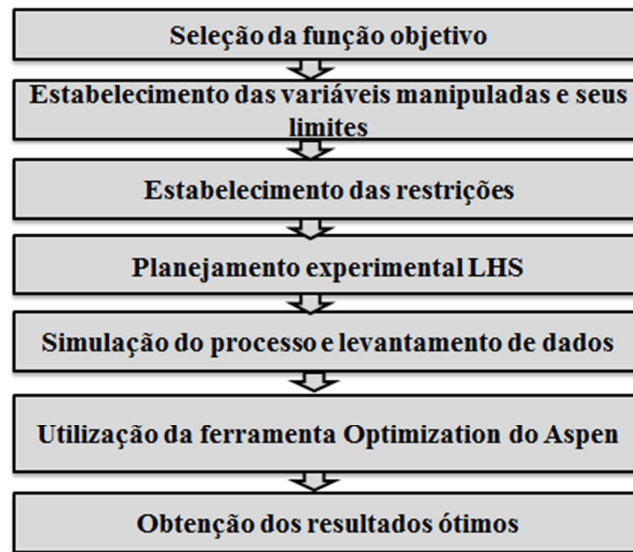 Seleção da função objetivo
Estabelecimento das variáveis manipuladas e seus
limites
Estabelecimento das restrições
Planejamento experimental LHS
Simulação do processo e levantamento de dados
Utilização da ferramenta Optimization do Aspen
Obtenção dos resultados ótimos